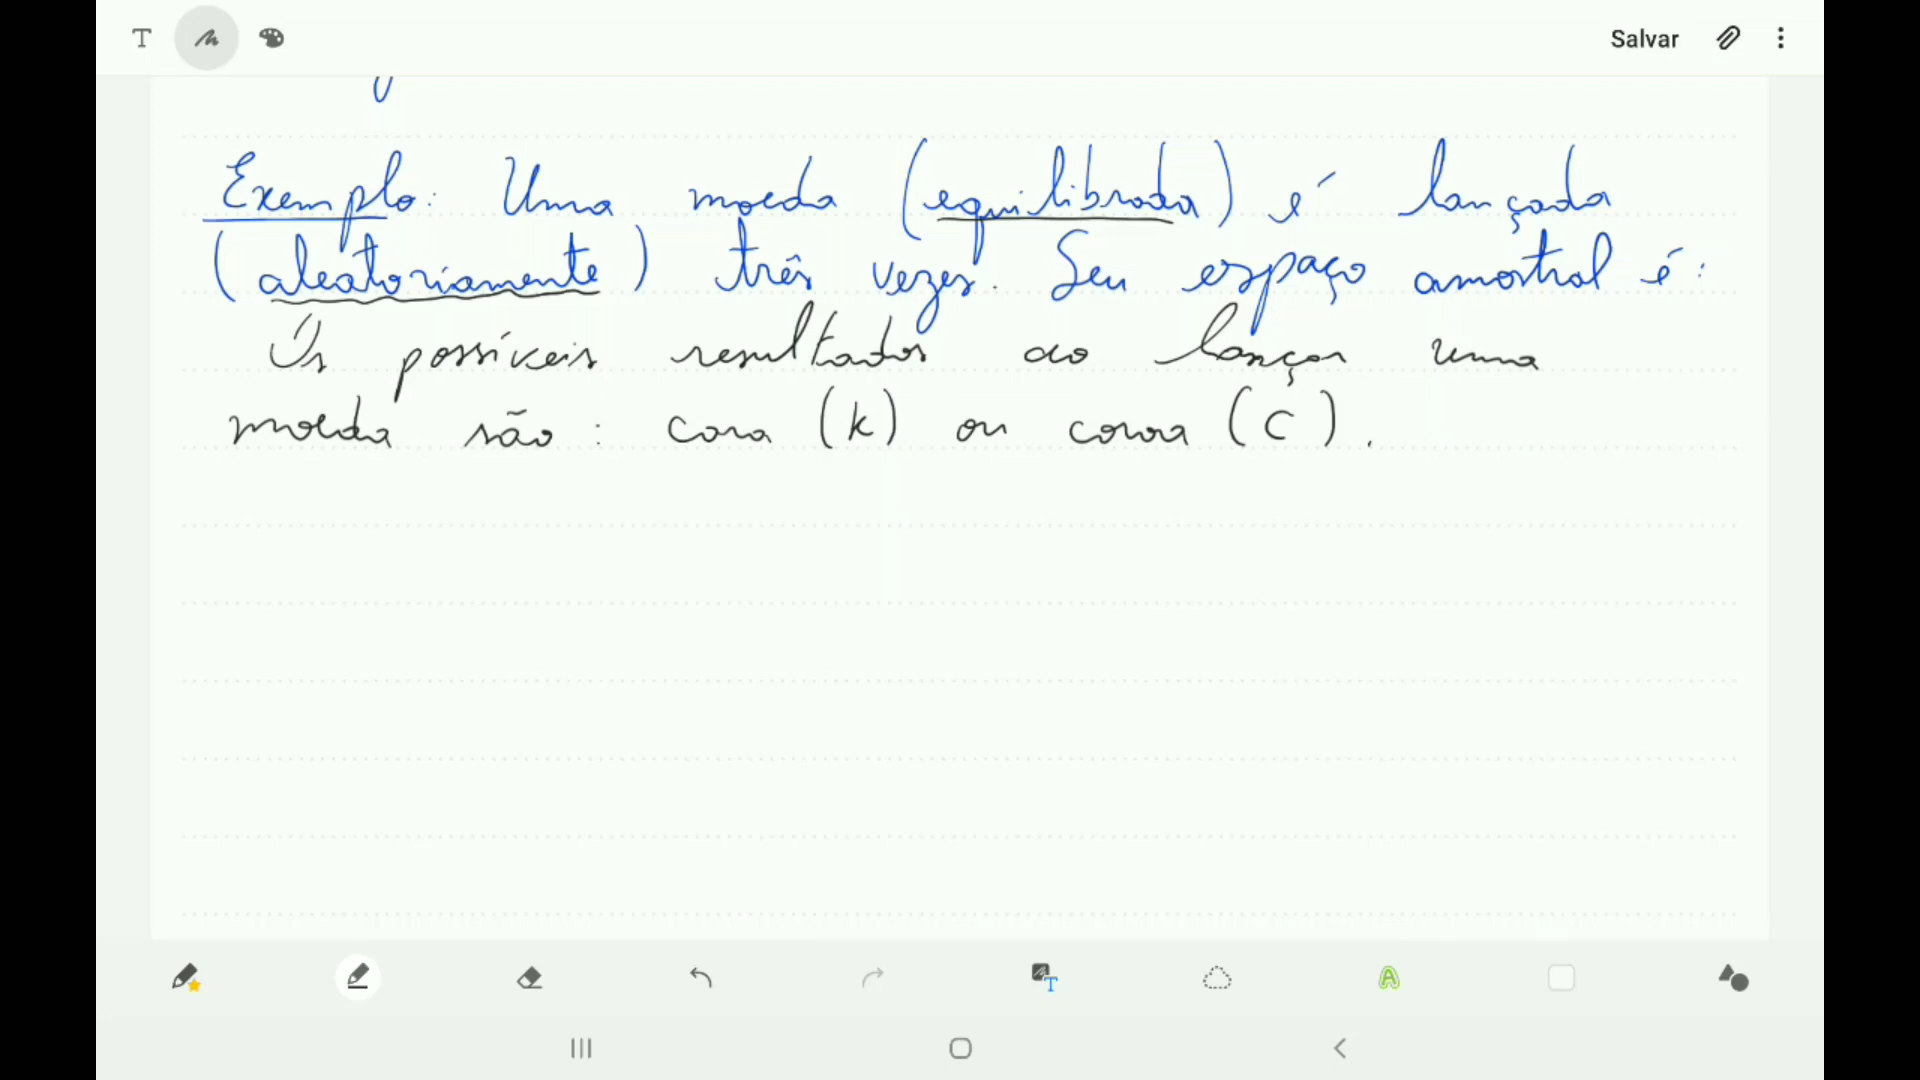 T
Salvar
Exemplo: Uma moeda (equilibrada) é lançada
(aleatoriamente) três vezes. Seu espaço amostral é:
Os possíveis resultados ao lançar uma
moeda são: cara (k) ou coroa (C).